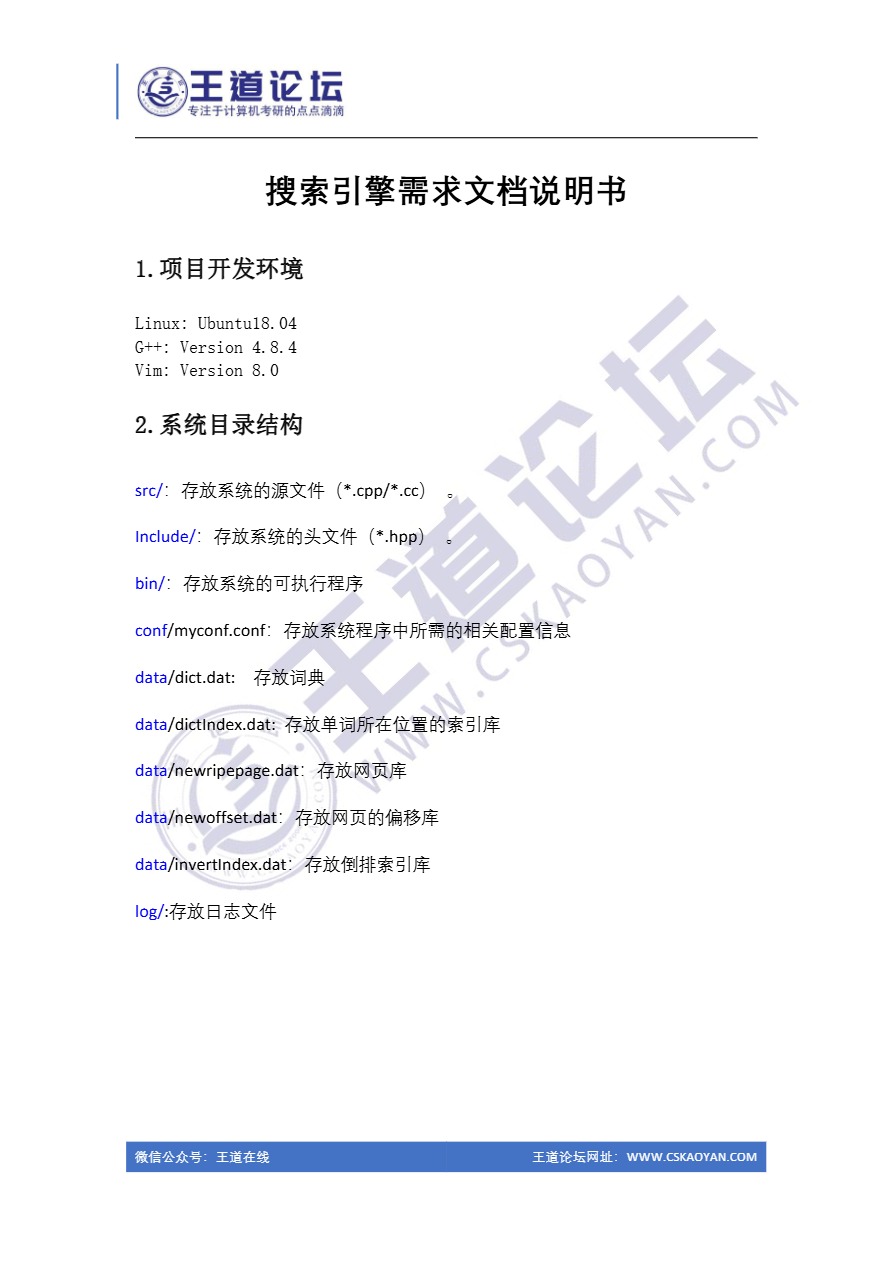 王道论坛
专注于计算机考研的点点滴滴
搜索引擎需求文档说明书
1.项目开发环境
Linux: Ubuntu18.04
G++: Version 4.8.4
Vim: Version 8.0
2.系统目录结构
src/：存放系统的源文件（*.cpp/*.cc） 。
Include/：存放系统的头文件（*.hpp） 。
bin/：存放系统的可执行程序
conf/myconf.conf：存放系统程序中所需的相关配置信息
data/dict.dat: 存放词典
data/dictIndex.dat: 存放单词所在位置的索引库
data/newripepage.dat：存放网页库
data/newoffset.dat：存放网页的偏移库
data/invertIndex.dat：存放倒排索引库
log/:存放日志文件
王道论坛
WWW.CSKAOYAN.COM
微信公众号：王道在线 王道论坛网址：WWW.CSKAOYAN.COM